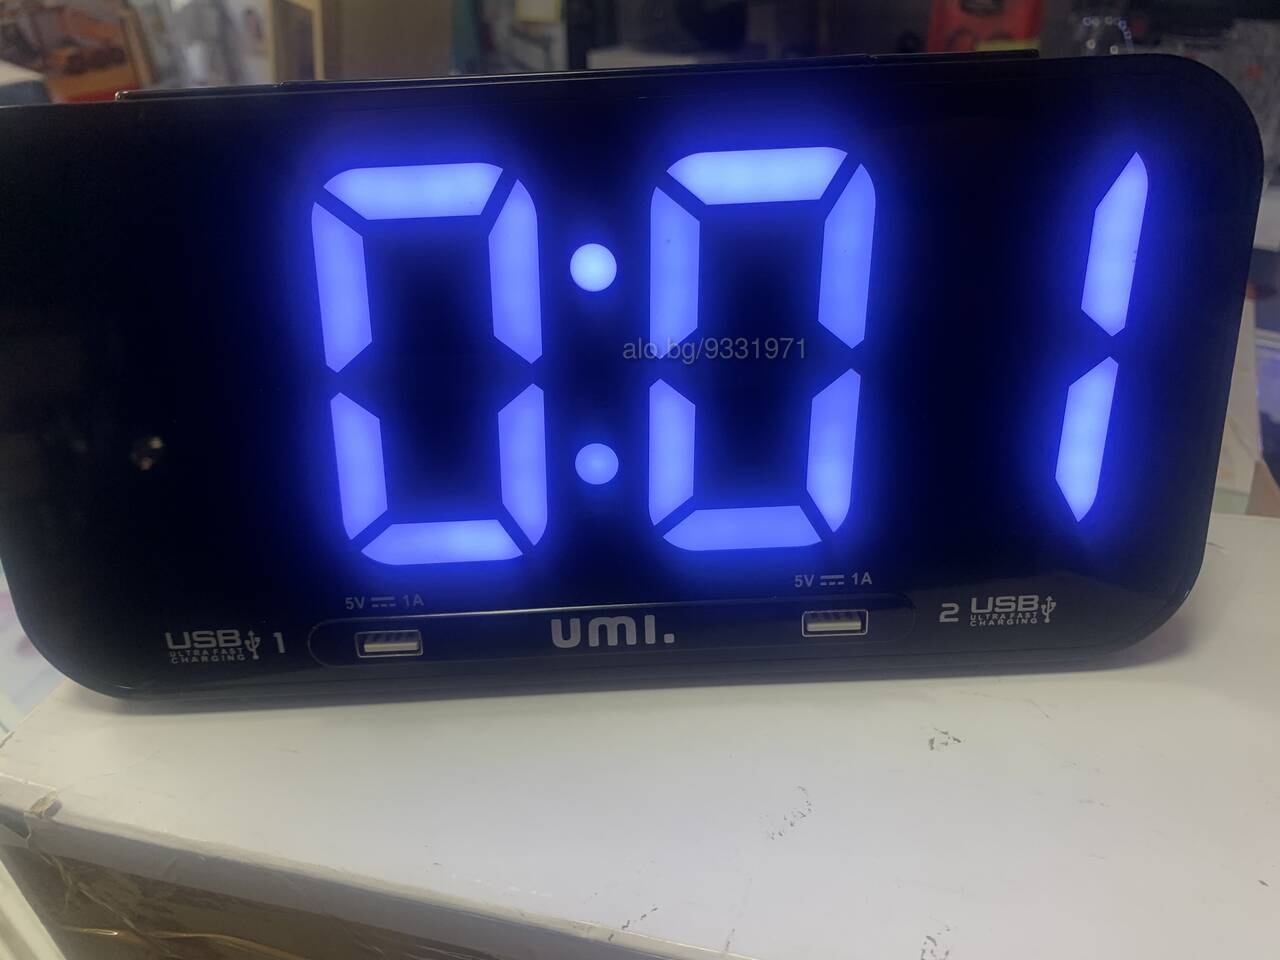 0:01
alo.bg/9331971
5V ⎓ 1A
5V ⎓ 1A
USB 1
ULTRA FAST
CHARGING
umi.
2 USB
ULTRA FAST
CHARGING